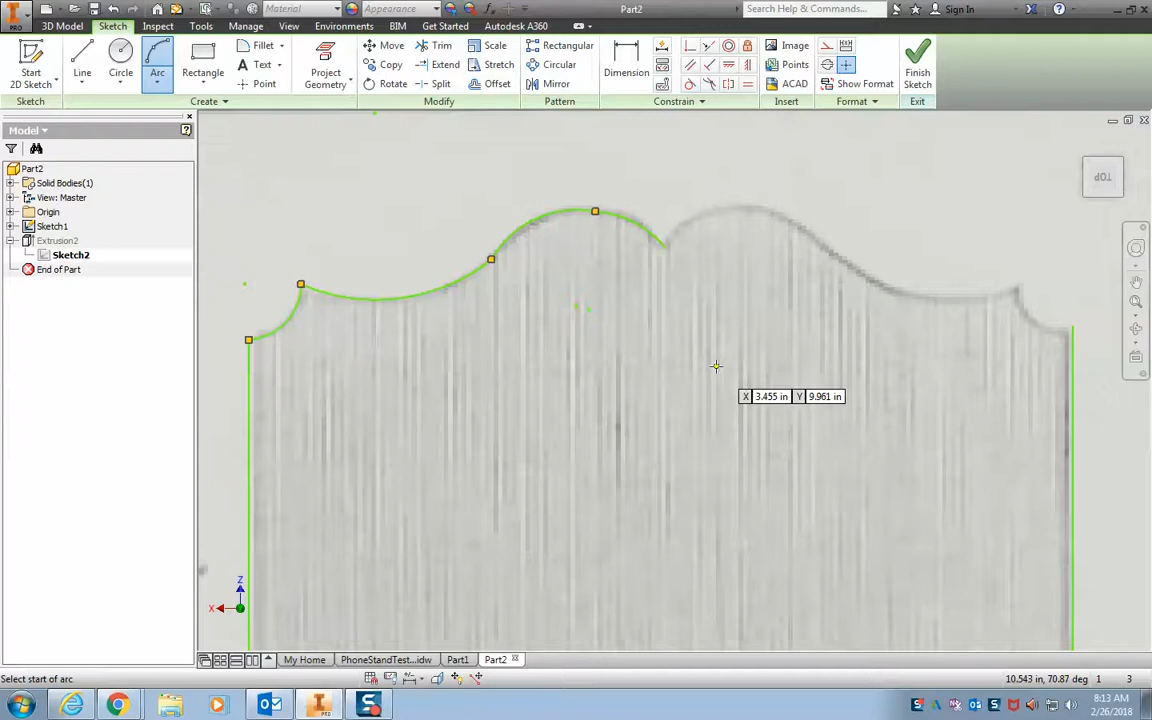 Material
Appearance
Part2
Search Help & Commands...
Sign In
PRO
3D Model Sketch Inspect Tools Manage View Environments BIM Get Started Autodesk A360
Start
2D Sketch
Line
Circle
Arc
Rectangle
Fillet
Text
Point
Project
Geometry
Move Trim Scale
Copy Extend Stretch
Rotate Split Offset
Rectangular
Circular
Mirror
Dimension
Image
Points
ACAD
Show Format
Finish
Sketch
Sketch Create Modify Pattern Constrain Insert Format Exit
Model
Part2
Solid Bodies(1)
View: Master
Origin
Sketch1
Extrusion2
Sketch2
End of Part
TOP
X 3.455 in Y 9.961 in
Z
X
My Home PhoneStandTest...idw Part1 Part2
Select start of arc
10.543 in, 70.87 deg 1 3
PRO
8:13 AM
2/26/2018